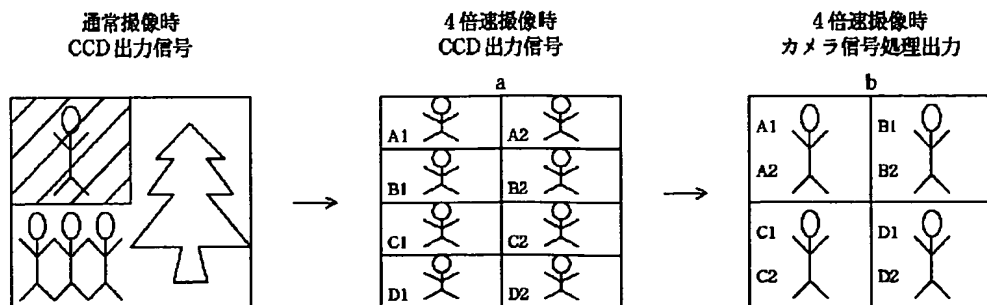 通常撮像時
CCD出力信号
4倍速撮像時
CCD出力信号
a
A1
A2
B1
B2
C1
C2
D1
D2
4倍速撮像時
カメラ信号処理出力
b
A1
B1
A2
B2
C1
D1
C2
D2